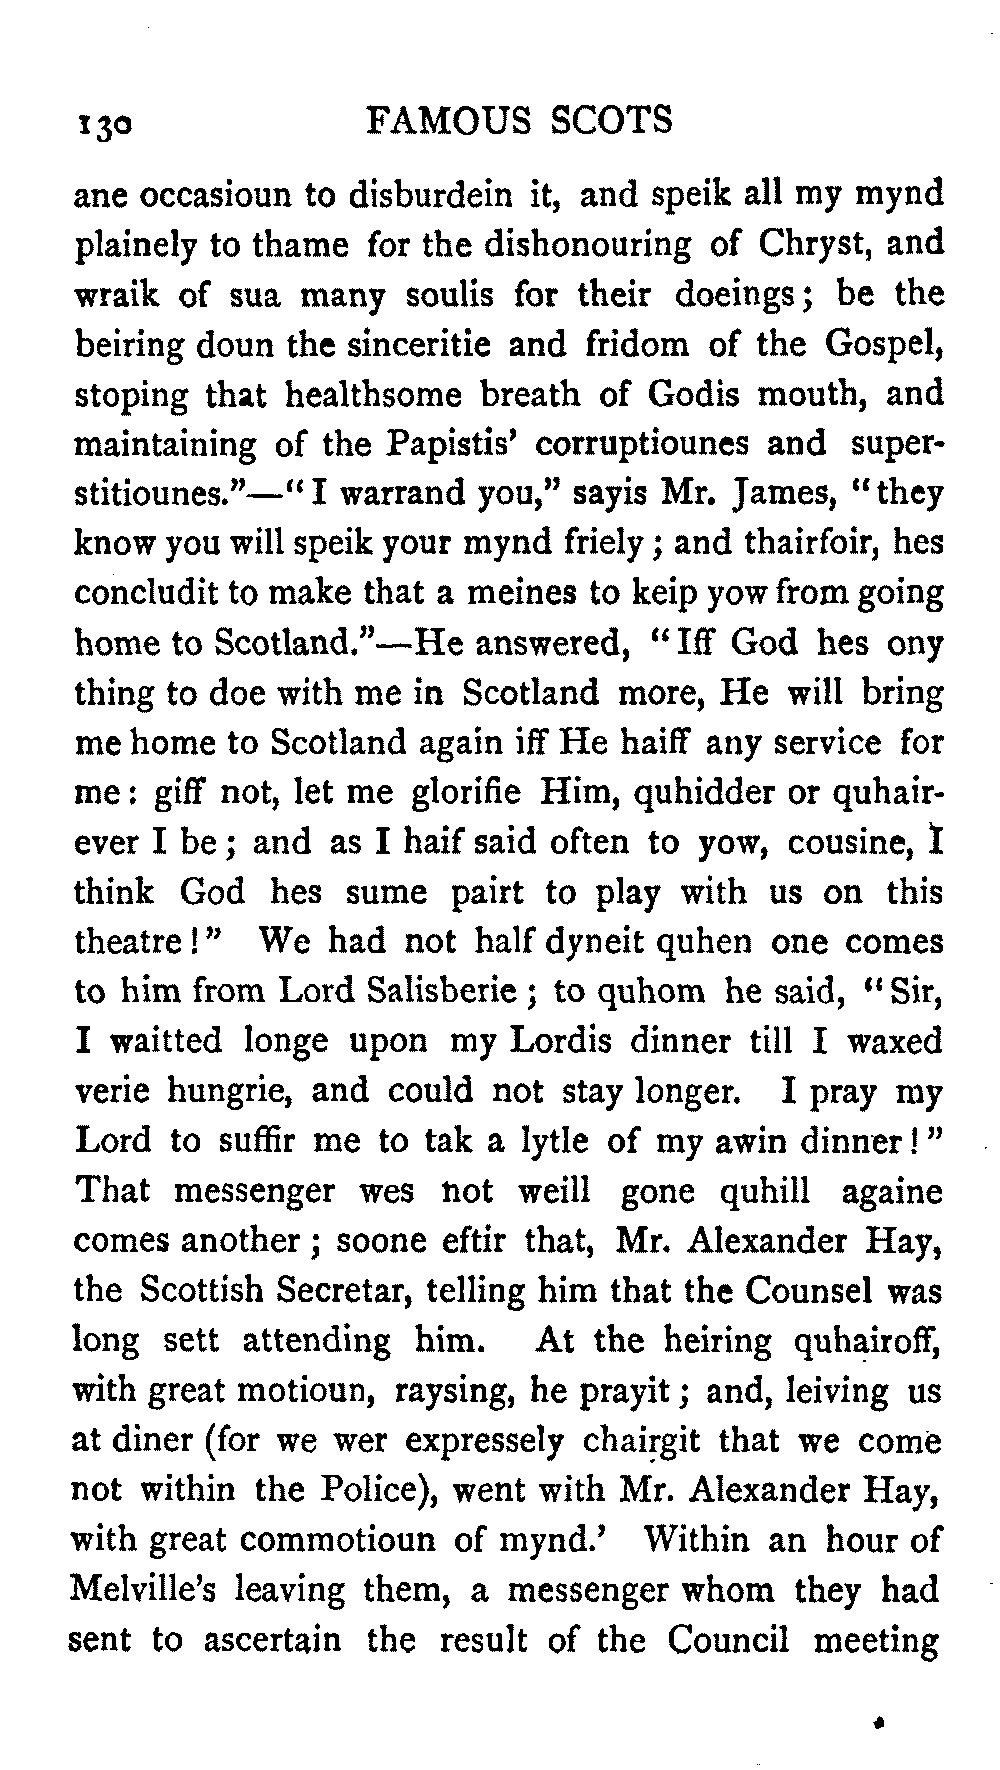 130 FAMOUS SCOTS
ane occasioun to disburdein it, and speik all my mynd
plainely to thame for the dishonouring of Chryst, and
wraik of sua many soulis for their doeings; be the
beiring doun the sinceritie and fridom of the Gospel,
stoping that healthsome breath of Godis mouth, and
maintaining of the Papistis' corruptiounes and super-
stitiounes."—"I warrand you," sayis Mr. James, "they
know you will speik your mynd friely; and thairfoir, hes
concludit to make that a meines to keip yow from going
home to Scotland."—He answered, "Iff God hes ony
thing to doe with me in Scotland more, He will bring
me home to Scotland again iff He haiff any service for
me: giff not, let me glorifie Him, quhidder or quhair-
ever I be; and as I haif said often to yow, cousine, I
think God hes sume pairt to play with us on this
theatre!" We had not half dyneit quhen one comes
to him from Lord Salisberie; to quhom he said, "Sir,
I waitted longe upon my Lordis dinner till I waxed
verie hungrie, and could not stay longer. I pray my
Lord to suffir me to tak a lytle of my awin dinner!"
That messenger wes not weill gone quhill againe
comes another; soone eftir that, Mr. Alexander Hay,
the Scottish Secretar, telling him that the Counsel was
long sett attending him. At the heiring quhairoff,
with great motioun, raysing, he prayit; and, leiving us
at diner (for we wer expressely chairgit that we come
not within the Police), went with Mr. Alexander Hay,
with great commotioun of mynd.' Within an hour of
Melville's leaving them, a messenger whom they had
sent to ascertain the result of the Council meeting